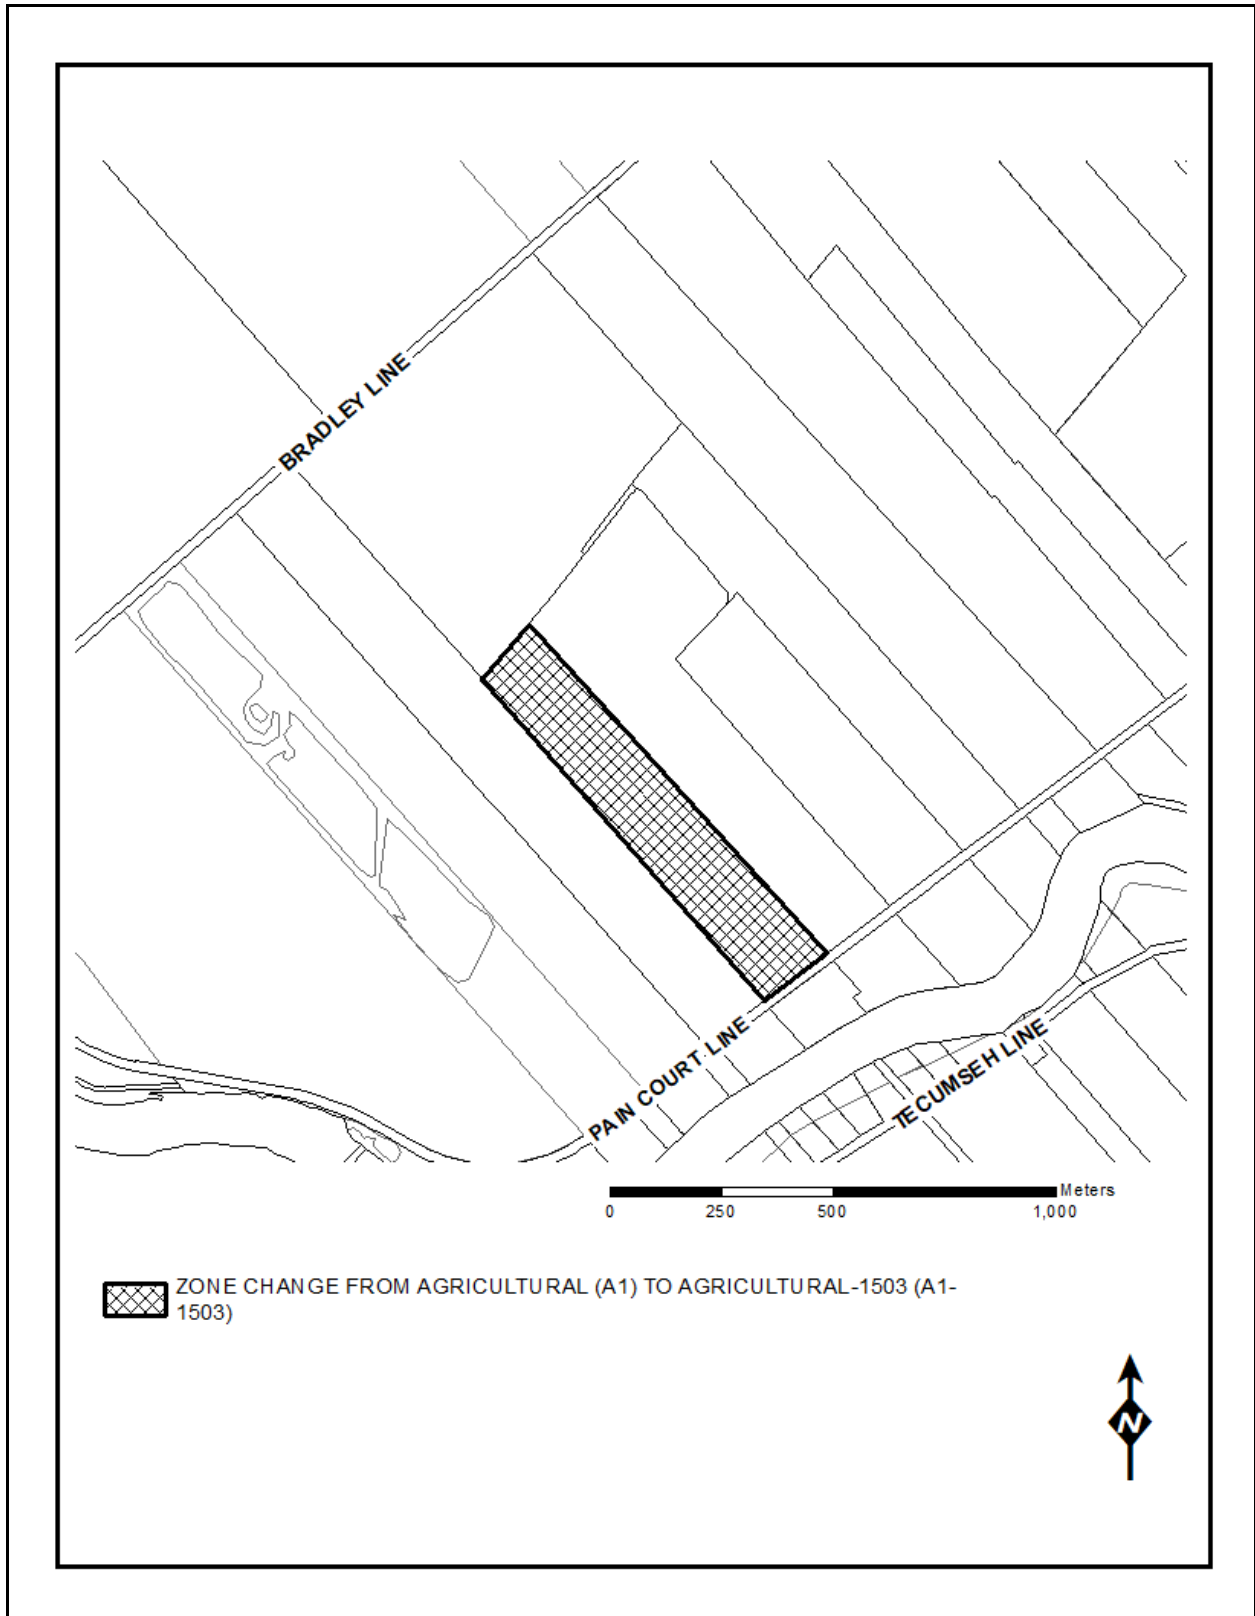 BRADLEY LINE
PAIN COURT LINE
TECUMSEH LINE
Meters
0 250 500 1,000
ZONE CHANGE FROM AGRICULTURAL (A1) TO AGRICULTURAL-1503 (A1-
1503)
N